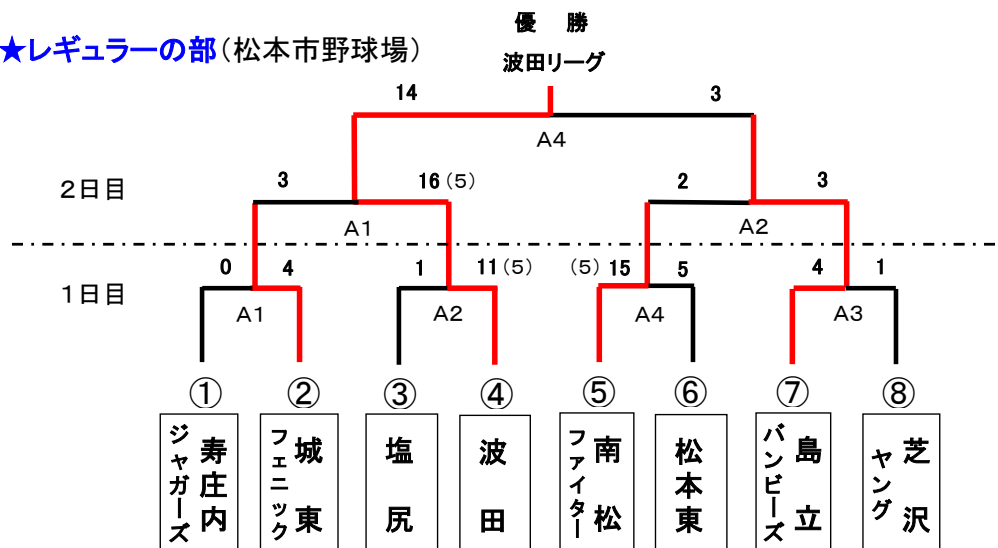 優 勝
★レギュラーの部(松本市野球場)
波田リーグ
14 3
A4
2日目
3 16(5) 2 3
A1 A2
1日目
0 4 1 11(5) (5)15 5 4 1
A1 A2 A4 A3
① ② ③ ④ ⑤ ⑥ ⑦ ⑧
寿庄内
ジャガーズ
城東
フェニック
塩尻
波田
南松
ファイター
松本東
島立
バンビーズ
芝沢
ヤング